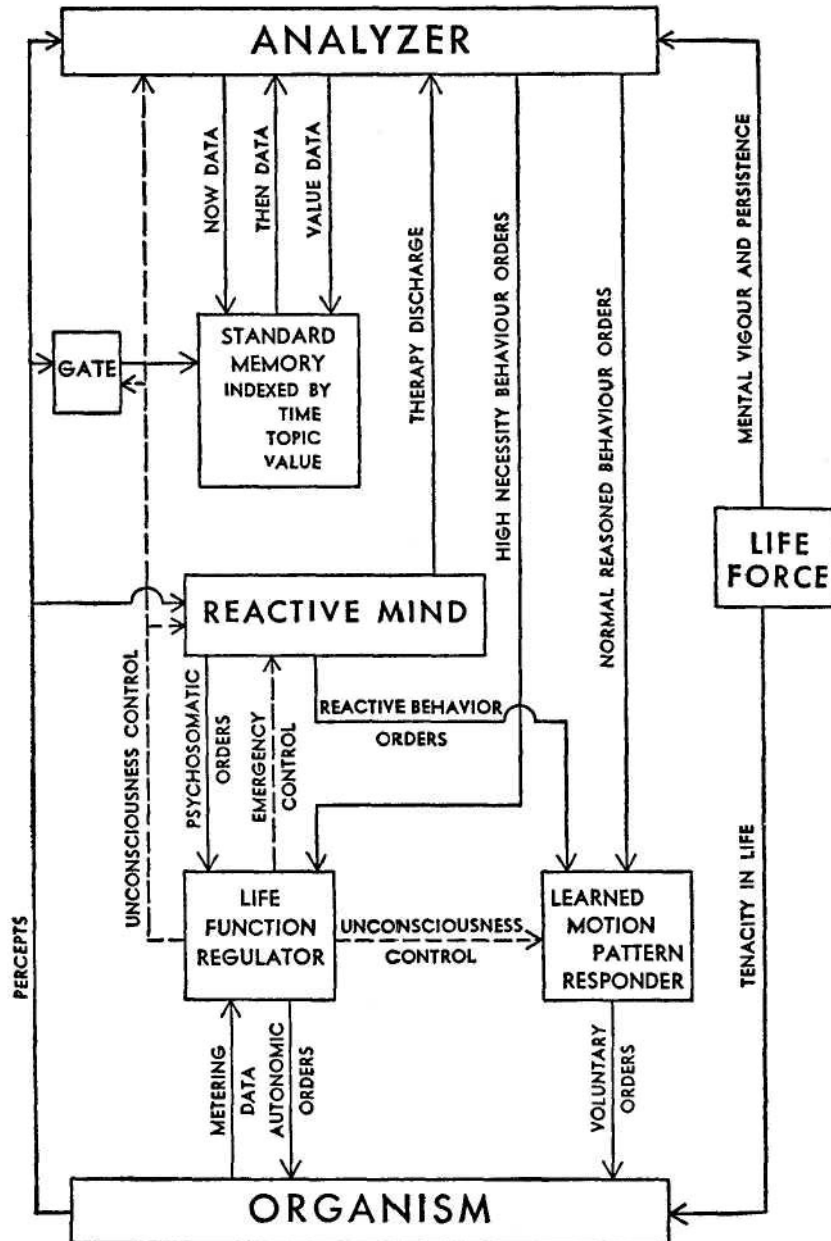 ANALYZER
NOW DATA
THEN DATA
VALUE DATA
THERAPY DISCHARGE
HIGH NECESSITY BEHAVIOUR ORDERS
NORMAL REASONED BEHAVIOUR ORDERS
MENTAL VIGOUR AND PERSISTENCE
GATE
STANDARD
MEMORY
INDEXED BY
TIME
TOPIC
VALUE
LIFE
FORCE
REACTIVE MIND
UNCONSCIOUSNESS CONTROL
PSYCHOSOMATIC
ORDERS
EMERGENCY
CONTROL
REACTIVE BEHAVIOR
ORDERS
LIFE
FUNCTION
REGULATOR
UNCONSCIOUSNESS
CONTROL
LEARNED
MOTION
PATTERN
RESPONDER
TENACITY IN LIFE
PERCEPTS
METERING
DATA
AUTONOMIC
ORDERS
VOLUNTARY
ORDERS
ORGANISM